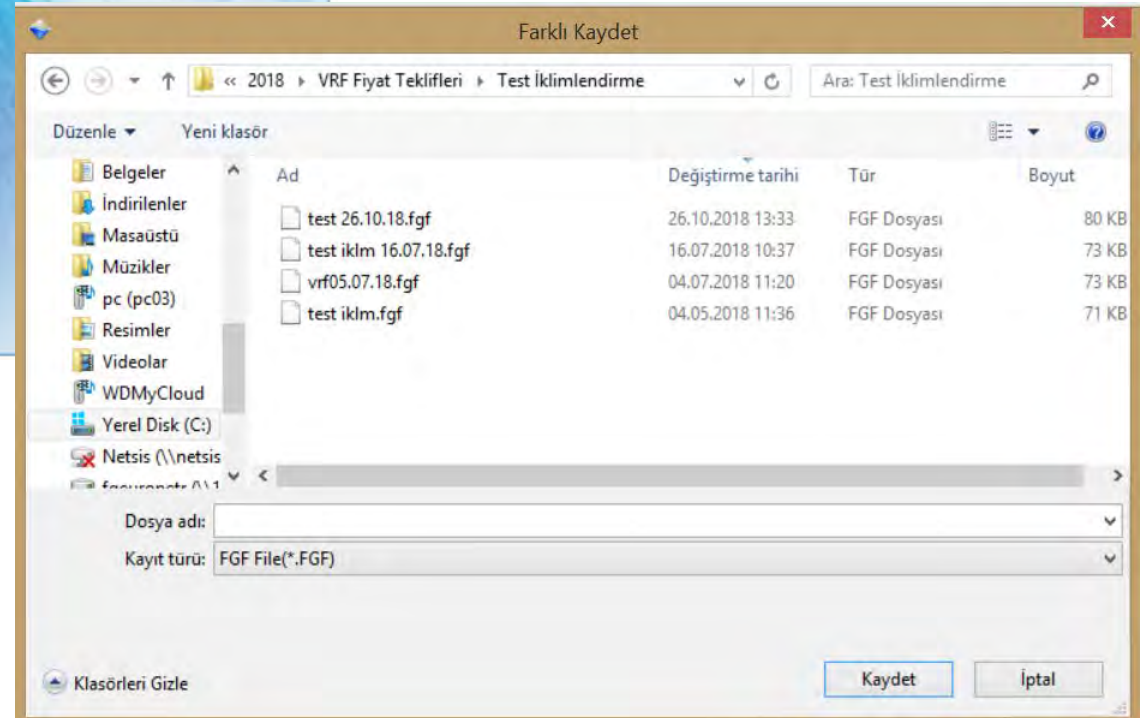 Farklı Kaydet
« 2018 ▸ VRF Fiyat Teklifleri ▸ Test İklimlendirme
Ara: Test İklimlendirme
Düzenle
Yeni klasör
Belgeler
İndirilenler
Masaüstü
Müzikler
pc (pc03)
Resimler
Videolar
WDMyCloud
Yerel Disk (C:)
Netsis (\\netsis
Ad Değiştirme tarihi Tür Boyut
test 26.10.18.fgf 26.10.2018 13:33 FGF Dosyası 80 KB
test iklm 16.07.18.fgf 16.07.2018 10:37 FGF Dosyası 73 KB
vrf05.07.18.fgf 04.07.2018 11:20 FGF Dosyası 73 KB
test iklm.fgf 04.05.2018 11:36 FGF Dosyası 71 KB
Dosya adı:
Kayıt türü: FGF File(*.FGF)
Klasörleri Gizle
Kaydet
İptal